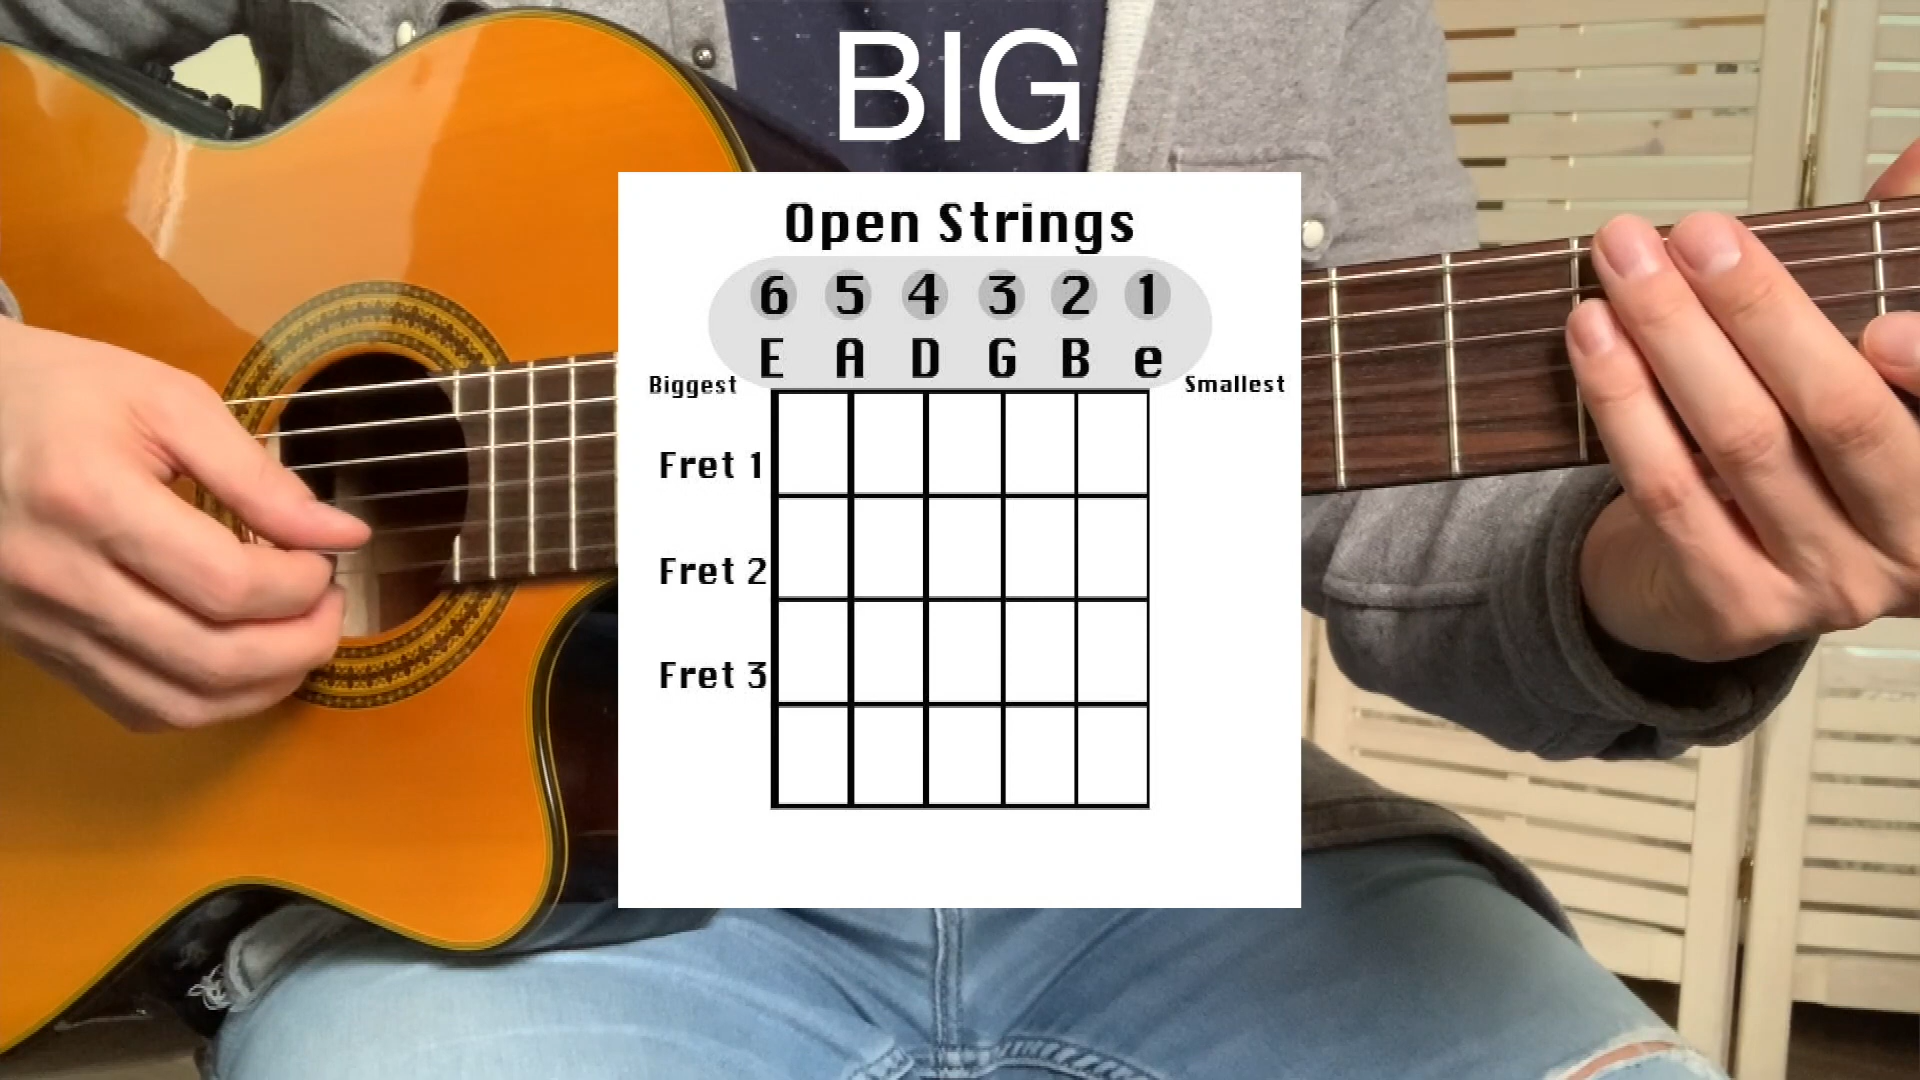 BIG
Open Strings
6 5 4 3 2 1
E A D G B e
Biggest Smallest
Fret 1
Fret 2
Fret 3